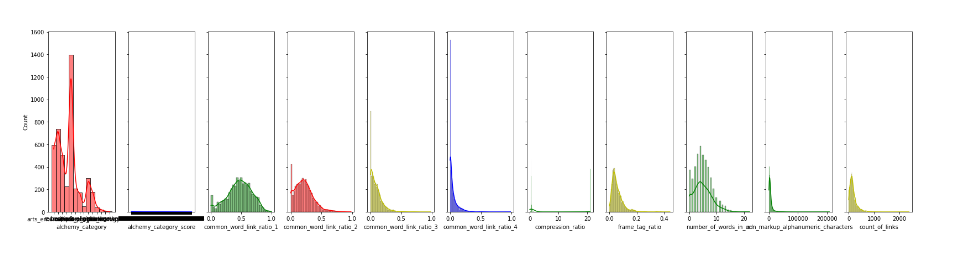 1600
1400
1200
1000
800
600
400
200
0
Count
0.0 0.5 1.0
0.0 0.5 1.0
0.0 0.5 1.0
0.0 0.5 1.0
0 10 20
0.0 0.2 0.4
0 10 20
0 100000 200000
0 1000 2000
alchemy_category
alchemy_category_score
common_word_link_ratio_1
common_word_link_ratio_2
common_word_link_ratio_3
common_word_link_ratio_4
compression_ratio
frame_tag_ratio
count_of_links